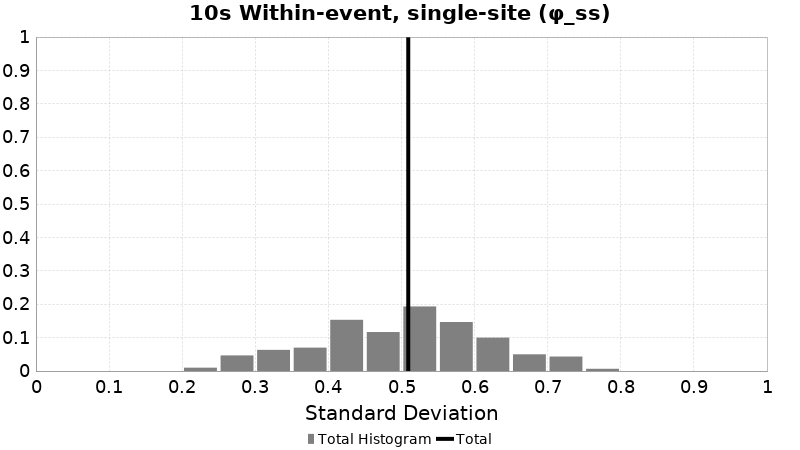 10s Within-event, single-site (φ_ss)
1
0.9
0.8
0.7
0.6
0.5
0.4
0.3
0.2
0.1
0
0 0.1 0.2 0.3 0.4 0.5 0.6 0.7 0.8 0.9 1
Standard Deviation
Total Histogram Total